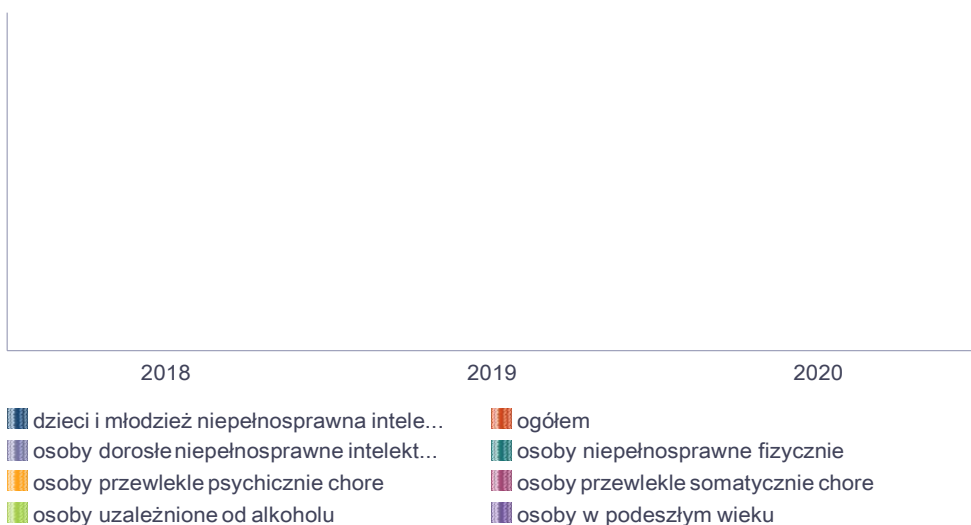 2018 2019 2020
dzieci i młodzież niepełnosprawna intele... ogółem
osoby dorosłe niepełnosprawne intelekt... osoby niepełnosprawne fizycznie
osoby przewlekle psychicznie chore osoby przewlekle somatycznie chore
osoby uzależnione od alkoholu osoby w podeszłym wieku